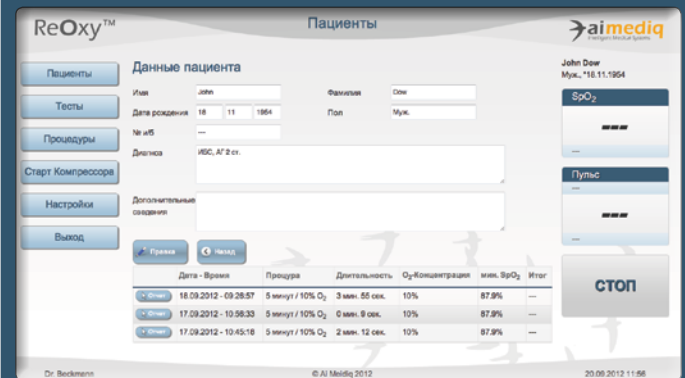 ReOxy™
Пациенты
aimediq
Intelligent Medical Systems
Пациенты
Тесты
Процедуры
Старт Компрессора
Настройки
Выход
Данные пациента
Имя John Фамилия Dow
Дата рождения 18 11 1954 Пол Муж.
№ и/б ---
Диагноз ИБС, АГ 2 ст.
Дополнительные
сведения
Правка Назад
Дата - Время Процура Длительность O₂-Концентрация мин. SpO₂ Итог
Отчет 18.09.2012 - 09:26:57 5 минут / 10% O₂ 3 мин. 55 сек. 10% 87.9% ---
Отчет 17.09.2012 - 10:56:33 5 минут / 10% O₂ 0 мин. 9 сек. 10% 87.9% ---
Отчет 17.09.2012 - 10:45:16 5 минут / 10% O₂ 2 мин. 12 сек. 10% 87.9% ---
John Dow
Муж., *18.11.1954
SpO₂
---
---
Пульс
---
---
---
СТОП
Dr. Beckmann
© Ai Meidiq 2012
20.09.2012 11:56